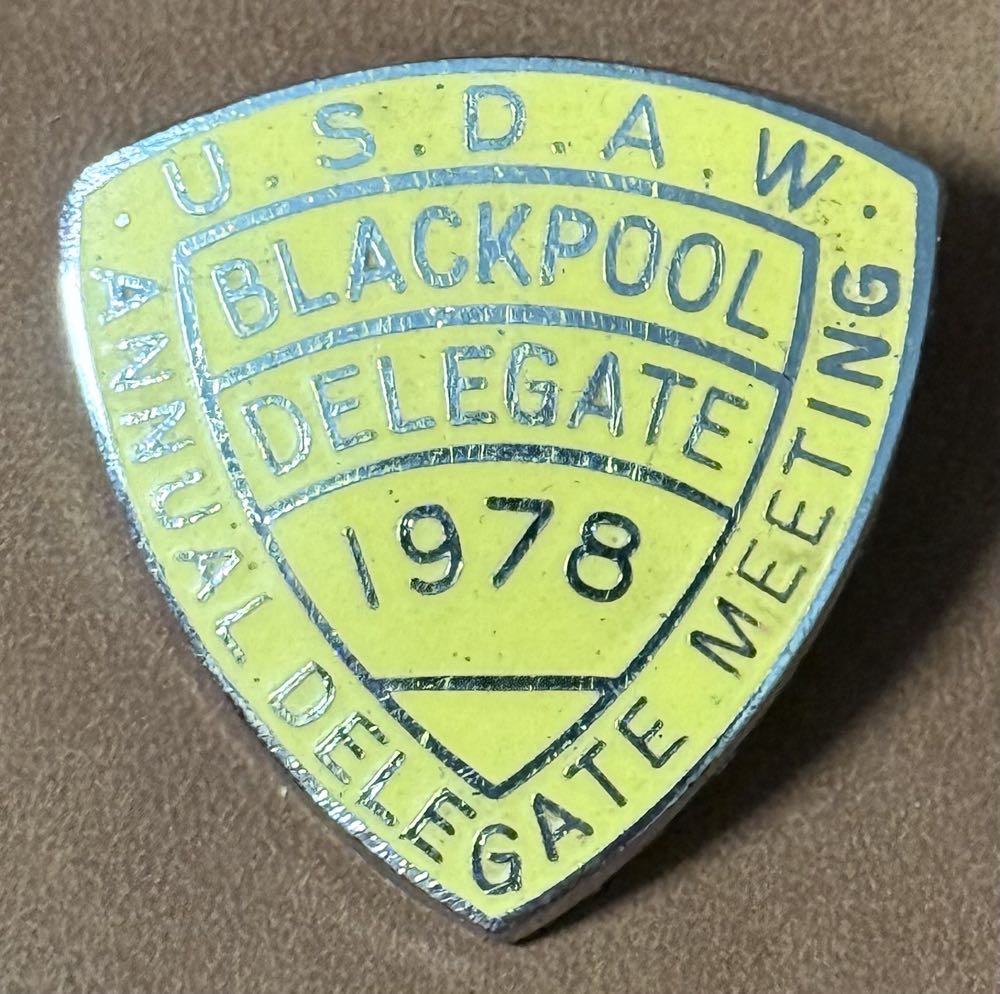 U.S.D.A.W.
BLACKPOOL
DELEGATE
1978
ANNUAL DELEGATE MEETING